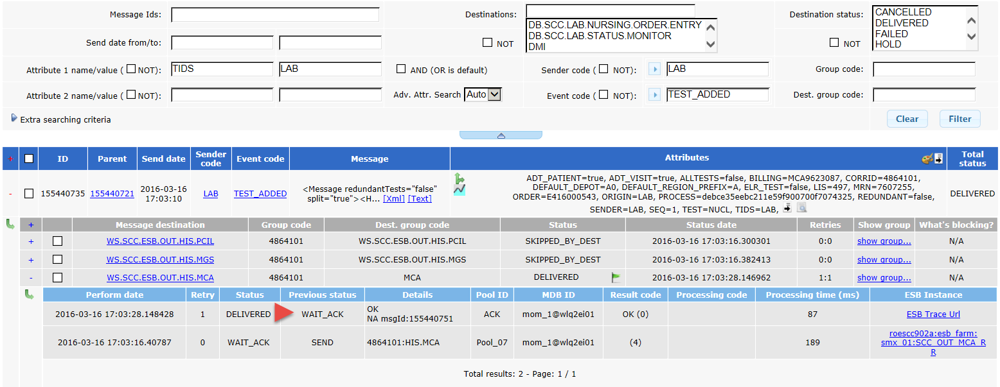 Message Ids:
Destinations:
Destination status:
CANCELLED
DELIVERED
FAILED
HOLD
DB.SCC.LAB.NURSING.ORDER.ENTRY
DB.SCC.LAB.STATUS.MONITOR
DMI
Send date from/to:
NOT
NOT
Attribute 1 name/value ( NOT):
TIDS
LAB
AND (OR is default)
Sender code ( NOT):
LAB
Group code:
Attribute 2 name/value ( NOT):
Adv. Attr. Search
Auto
Event code ( NOT):
TEST_ADDED
Dest. group code:
Extra searching criteria
Clear
Filter
+ ID Parent Send date Sender code Event code Message Attributes Total status
- 155440735 155440721
2016-03-16
17:03:10
LAB
TEST_ADDED
<Message redundantTests="false"
split="true"><H... [Xml] [Text]
ADT_PATIENT=true, ADT_VISIT=true, ALLTESTS=false, BILLING=MCA9623087, CORRID=4864101,
DEFAULT_DEPOT=A0, DEFAULT_REGION_PREFIX=A, ELR_TEST=false, LIS=497, MRN=7607255,
ORDER=E416000543, ORIGIN=LAB, PROCESS=debce35eebc211e59f900700f7074325, REDUNDANT=false,
SENDER=LAB, SEQ=1, TEST=NUCL, TIDS=LAB,
DELIVERED
+ Message destination Group code Dest. group code Status Status date Retries Show group What's blocking?
+ WS.SCC.ESB.OUT.HIS.PCIL 4864101 WS.SCC.ESB.OUT.HIS.PCIL SKIPPED_BY_DEST 2016-03-16 17:03:16.300301 0:0 show group... N/A
+ WS.SCC.ESB.OUT.HIS.MGS 4864101 WS.SCC.ESB.OUT.HIS.MGS SKIPPED_BY_DEST 2016-03-16 17:03:16.382413 0:0 show group... N/A
- WS.SCC.ESB.OUT.HIS.MCA 4864101 MCA DELIVERED 2016-03-16 17:03:28.146962 1:1 show group... N/A
Perform date Retry Status Previous status Details Pool ID MDB ID Result code Processing code Processing time (ms) ESB Instance
2016-03-16 17:03:28.148428 1 DELIVERED WAIT_ACK
OK
NA msgId:155440751
ACK mom_1@wlq2ei01 OK (0) 87 ESB Trace Url
2016-03-16 17:03:16.40787 0 WAIT_ACK SEND 4864101:HIS.MCA Pool_07 mom_1@wlq2ei01 (4) 189
roescc902a:esb_farm:
smx_01:SCC_OUT_MCA_R
R
Total results: 2 - Page: 1 / 1